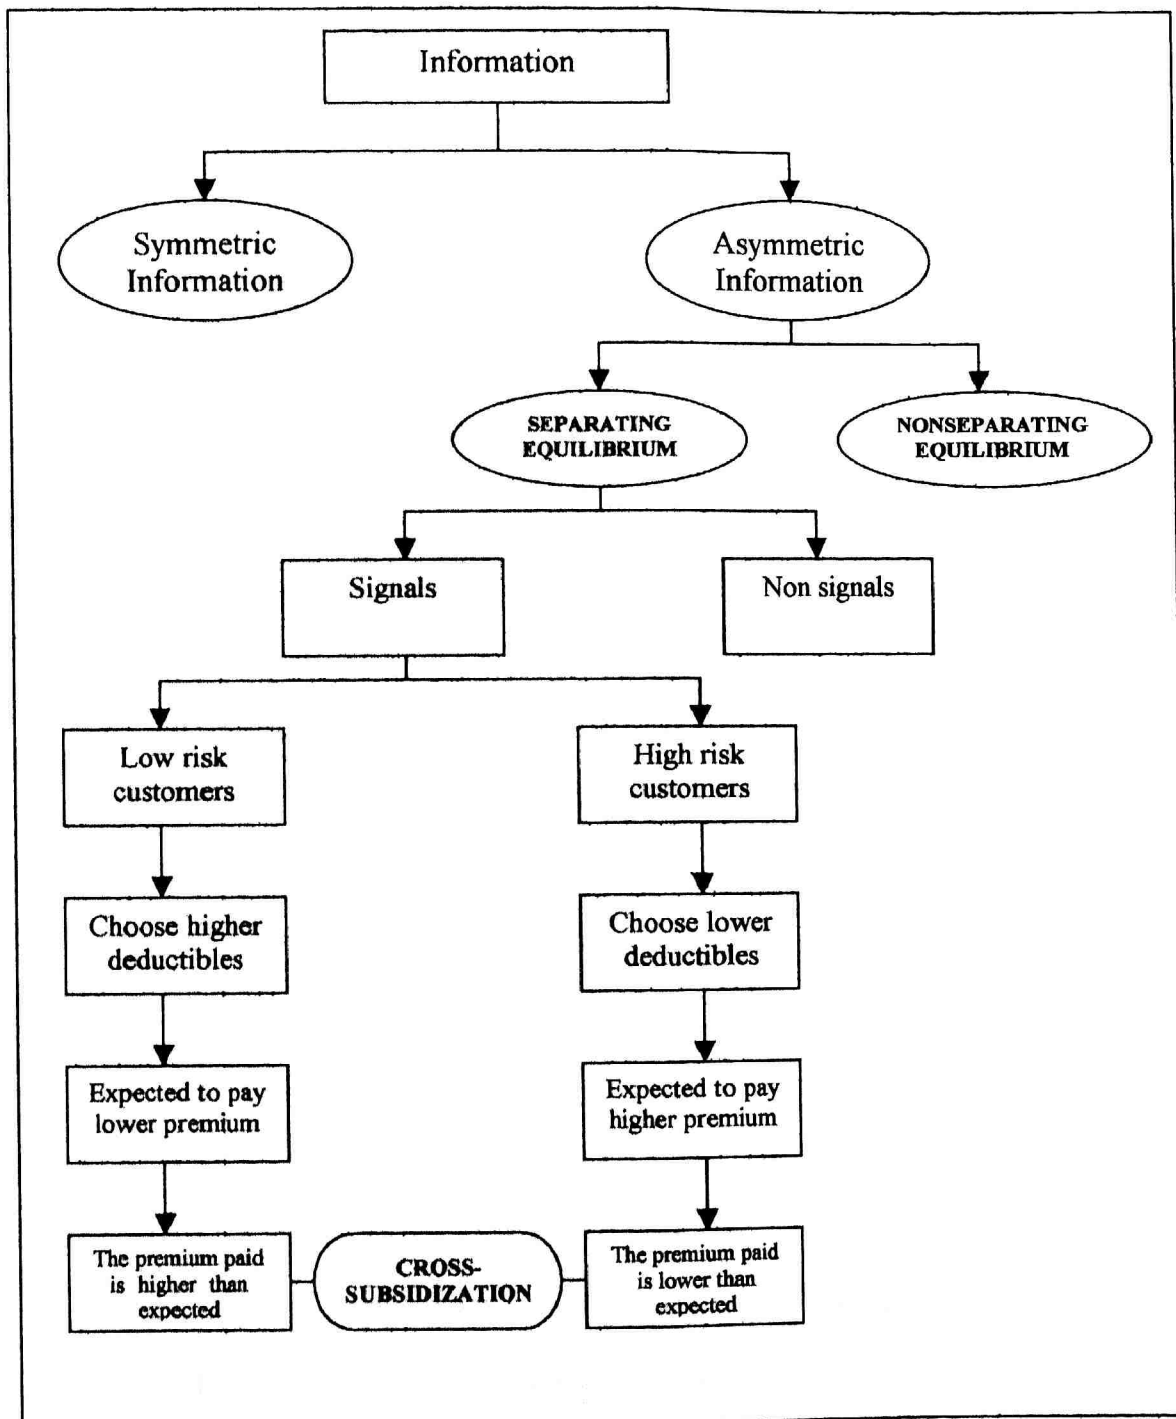 Information
Symmetric
Information
Asymmetric
Information
SEPARATING
EQUILIBRIUM
NONSEPARATING
EQUILIBRIUM
Signals
Non signals
Low risk
customers
High risk
customers
Choose higher
deductibles
Choose lower
deductibles
Expected to pay
lower premium
Expected to pay
higher premium
The premium paid
is higher than
expected
CROSS-
SUBSIDIZATION
The premium paid
is lower than
expected